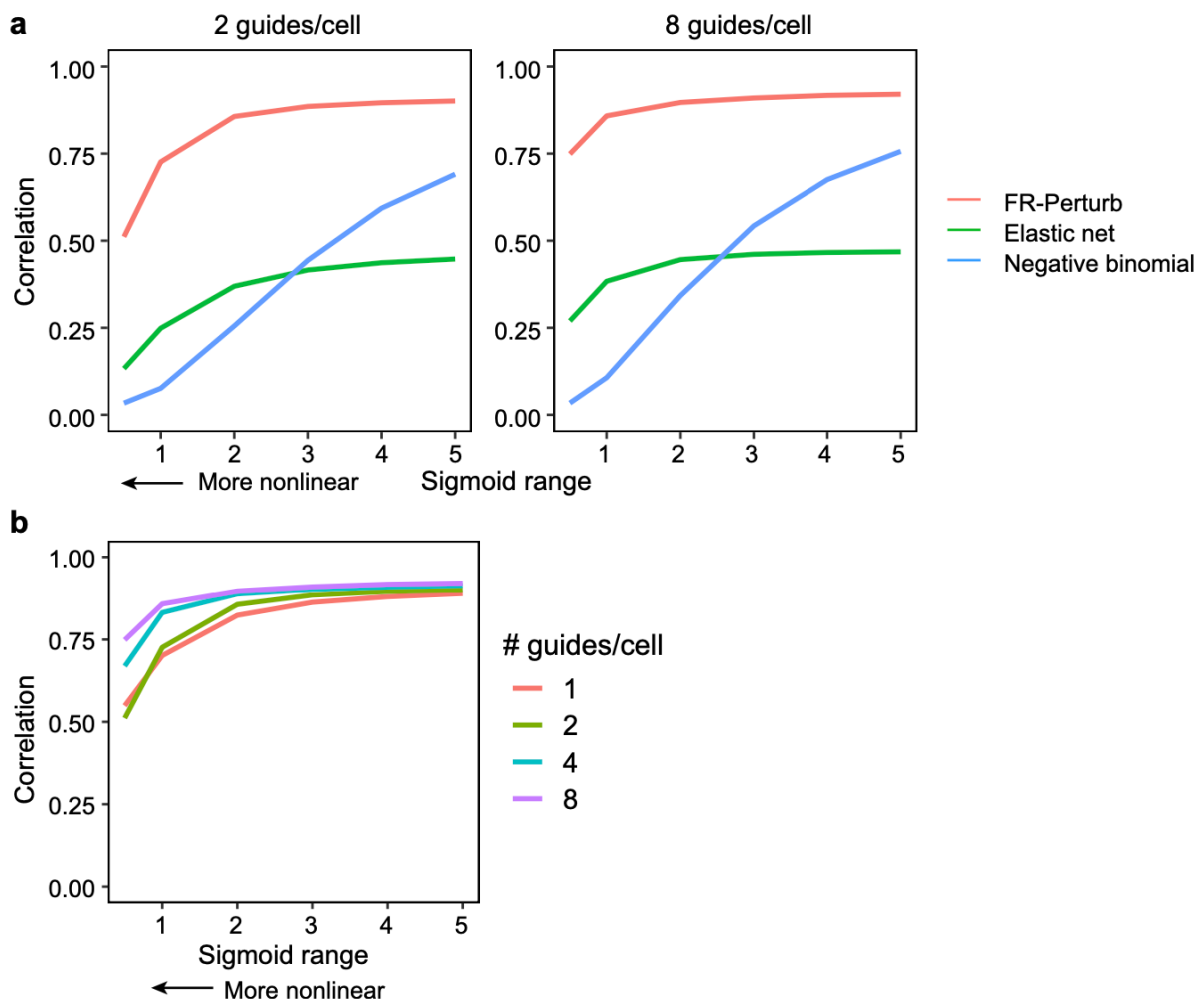 a
2 guides/cell
8 guides/cell
Correlation
1.00
0.75
0.50
0.25
0.00
1 2 3 4 5
1.00
0.75
0.50
0.25
0.00
1 2 3 4 5
More nonlinear
Sigmoid range
FR-Perturb
Elastic net
Negative binomial
b
Correlation
1.00
0.75
0.50
0.25
0.00
1 2 3 4 5
Sigmoid range
More nonlinear
# guides/cell
1
2
4
8